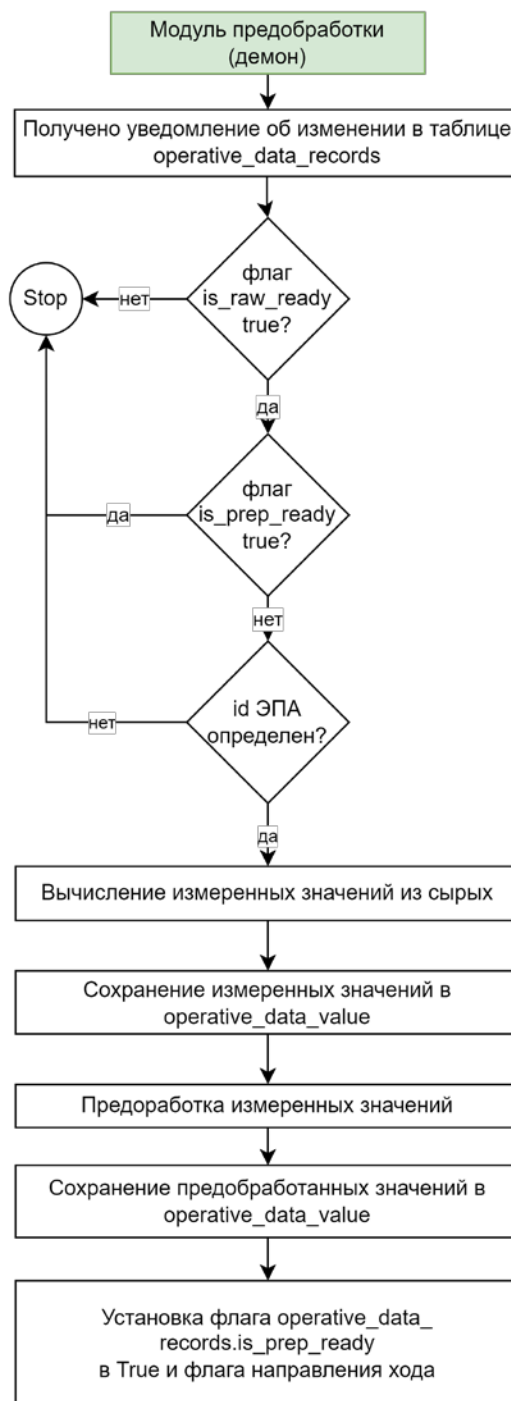 Модуль предобработки
(демон)
Получено уведомление об изменении в таблице
operative_data_records
флаг
is_raw_ready
true?
Stop
нет
да
флаг
is_prep_ready
true?
да
нет
id ЭПА
определен?
нет
да
Вычисление измеренных значений из сырых
Сохранение измеренных значений в
operative_data_value
Предоработка измеренных значений
Сохранение предобработанных значений в
operative_data_value
Установка флага operative_data_
records.is_prep_ready
в True и флага направления хода